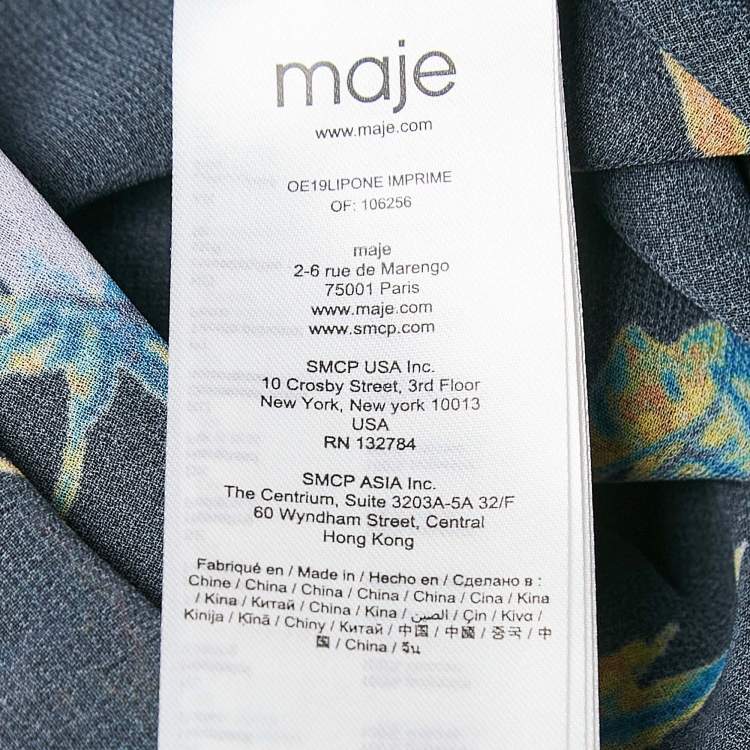 maje
www.maje.com
OE19LIPONE IMPRIME
OF: 106256
maje
2-6 rue de Marengo
75001 Paris
www.maje.com
www.smcp.com
SMCP USA Inc.
10 Crosby Street, 3rd Floor
New York, New york 10013
USA
RN 132784
SMCP ASIA Inc.
The Centrium, Suite 3203A-5A 32/F
60 Wyndham Street, Central
Hong Kong
Fabriqué en / Made in / Hecho en / Сделано в :
Chine / China / China / China / China / Cina / Kina
/ Kina / Китай / China / Kina / الصين / Çin / Κίνα /
Kinija / Ķīnā / Chiny / Китай / 中国 / 中國 / 중국 / 中
国 / China / จีน